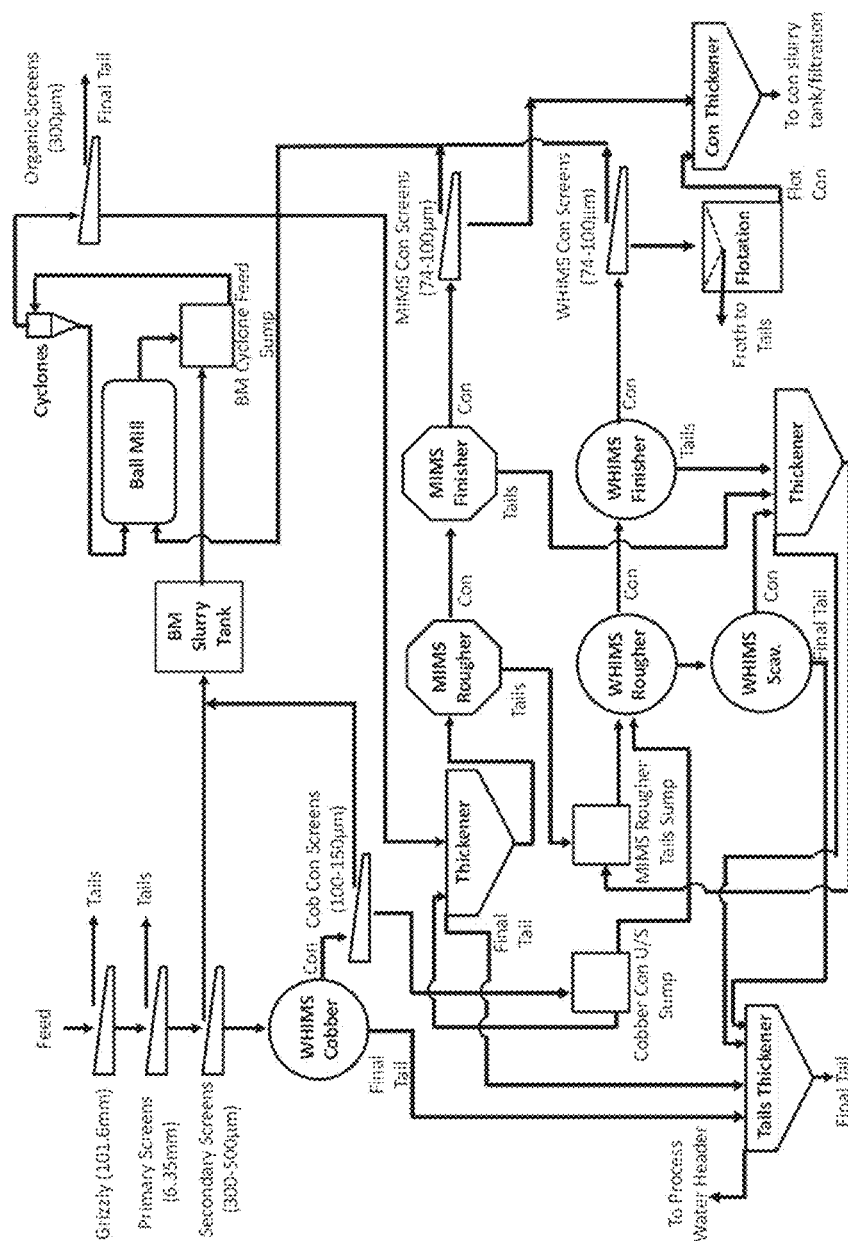 Feed
Grizzly (101.6mm)
Tails
Primary Screens
(6.35mm)
Tails
Secondary Screens
(300-500µm)
WHIMS
Cobber
Con
Cob Con Screens
(100-150µm)
Final
Tail
BM
Slurry
Tank
Ball Mill
Cyclones
BM Cyclone Feed
Sump
Organic Screens
(300µm)
Final Tail
Thickener
Final
Tail
MIMS
Rougher
Con
Tails
MIMS
Finisher
Con
Tails
MIMS Con Screens
(74-100µm)
Cobber Con U/S
Sump
MIMS Rougher
Tails Sump
WHIMS
Rougher
Con
WHIMS
Finisher
Con
Tails
WHIMS Con Screens
(74-100µm)
WHIMS
Scav.
Con
Final Tail
Thickener
Flotation
Froth to
Tails
Flot
Con
Con Thickener
To con slurry
tank/filtration
To Process
Water Header
Tails Thickener
Final Tail